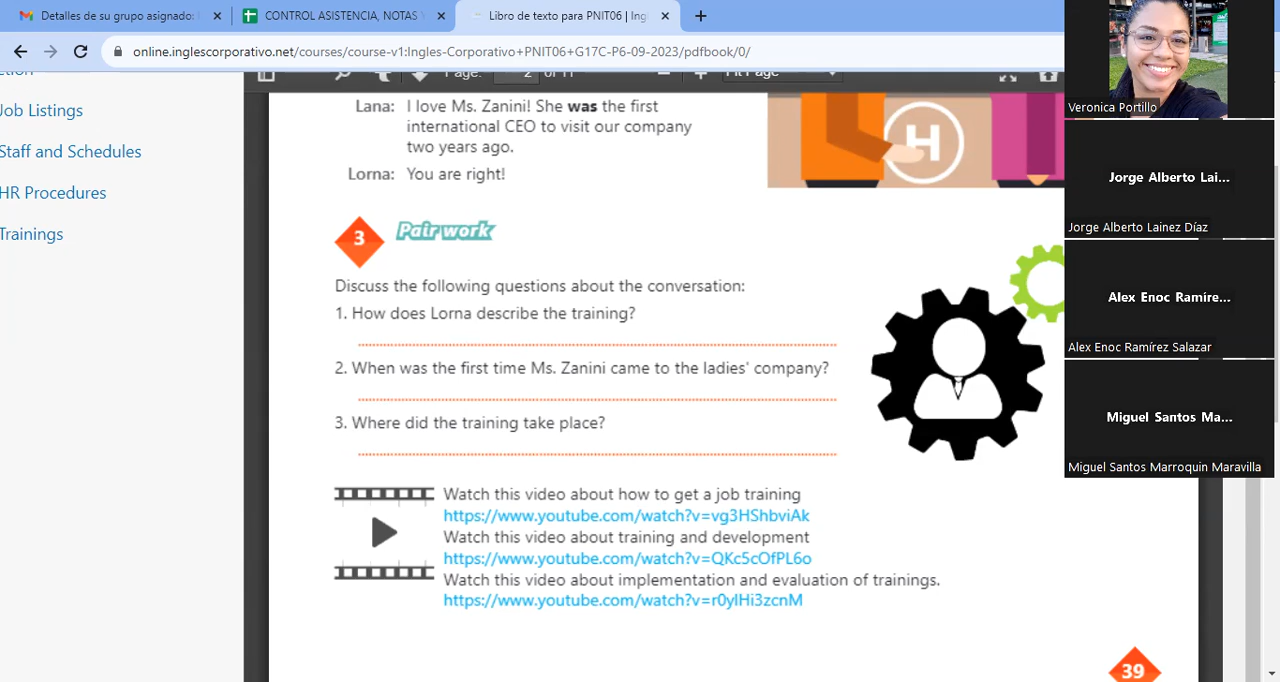 Detalles de su grupo asignado:
CONTROL ASISTENCIA, NOTAS
Libro de texto para PNIT06 | Ing
online.inglescorporativo.net/courses/course-v1:Ingles-Corporativo+PNIT06+G17C-P6-09-2023/pdfbook/0/
Page: 2 of 11
Fit Page
Job Listings
Staff and Schedules
HR Procedures
Trainings
Lana: I love Ms. Zanini! She was the first
international CEO to visit our company
two years ago.
Lorna: You are right!
H
3 Pair work
Discuss the following questions about the conversation:
1. How does Lorna describe the training?
2. When was the first time Ms. Zanini came to the ladies' company?
3. Where did the training take place?
Watch this video about how to get a job training
https://www.youtube.com/watch?v=vg3HShbviAk
Watch this video about training and development
https://www.youtube.com/watch?v=QKc5cOfPL6o
Watch this video about implementation and evaluation of trainings.
https://www.youtube.com/watch?v=r0ylHi3zcnM
39
Veronica Portillo
Jorge Alberto Lai...
Jorge Alberto Lainez Díaz
Alex Enoc Ramíre...
Alex Enoc Ramírez Salazar
Miguel Santos Ma...
Miguel Santos Marroquin Maravilla